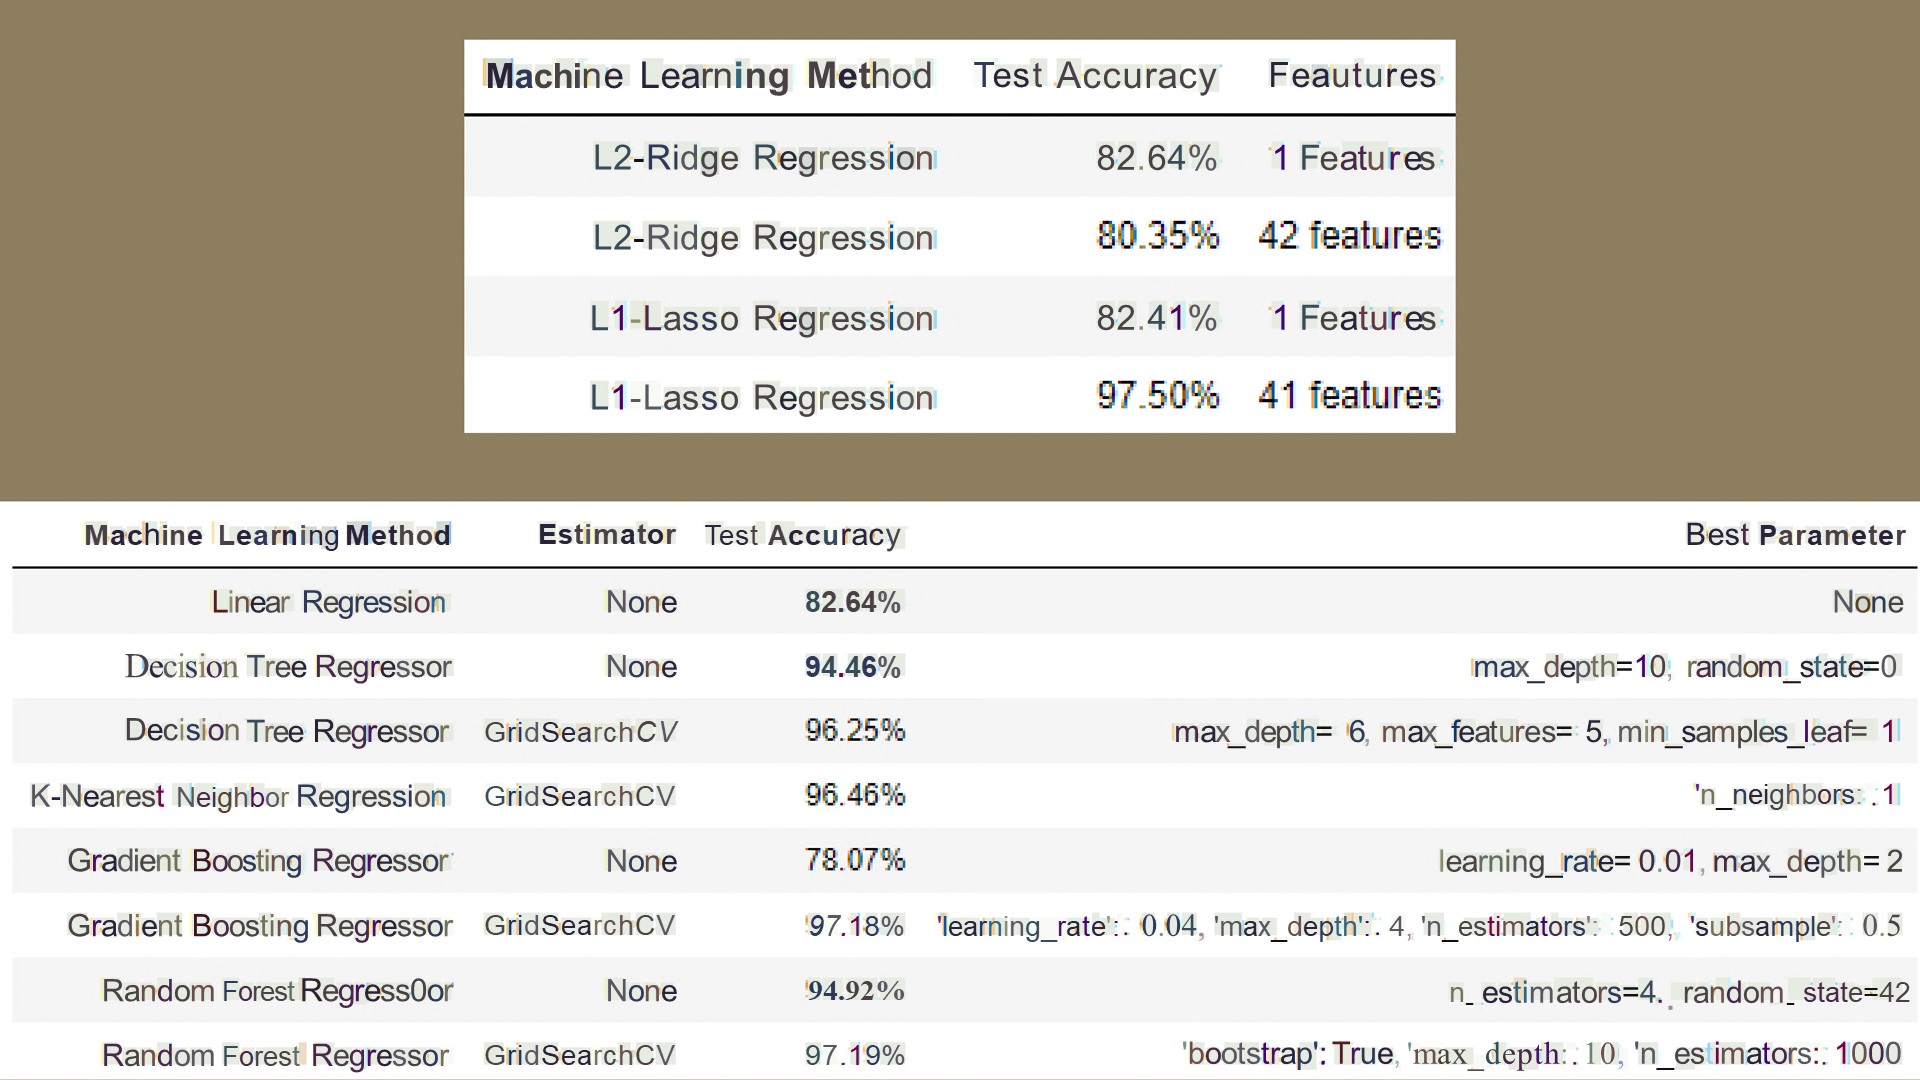 Machine Learning Method Test Accuracy Feautures
L2-Ridge Regression 82.64% 1 Features
L2-Ridge Regression 80.35% 42 features
L1-Lasso Regression 82.41% 1 Features
L1-Lasso Regression 97.50% 41 features
Machine Learning Method Estimator Test Accuracy Best Parameter
Linear Regression None 82.64% None
Decision Tree Regressor None 94.46% max_depth=10, random_state=0
Decision Tree Regressor GridSearchCV 96.25% max_depth= 6, max_features= 5, min_samples_leaf= 1
K-Nearest Neighbor Regression GridSearchCV 96.46% 'n_neighbors: 1
Gradient Boosting Regressor None 78.07% learning_rate= 0.01, max_depth= 2
Gradient Boosting Regressor GridSearchCV 97.18% 'learning_rate': 0.04, 'max_depth': 4, 'n_estimators': 500, 'subsample': 0.5
Random Forest Regress0or None 94.92% n_estimators=4, random_state=42
Random Forest Regressor GridSearchCV 97.19% 'bootstrap': True, 'max_depth: 10, 'n_estimators: 1000